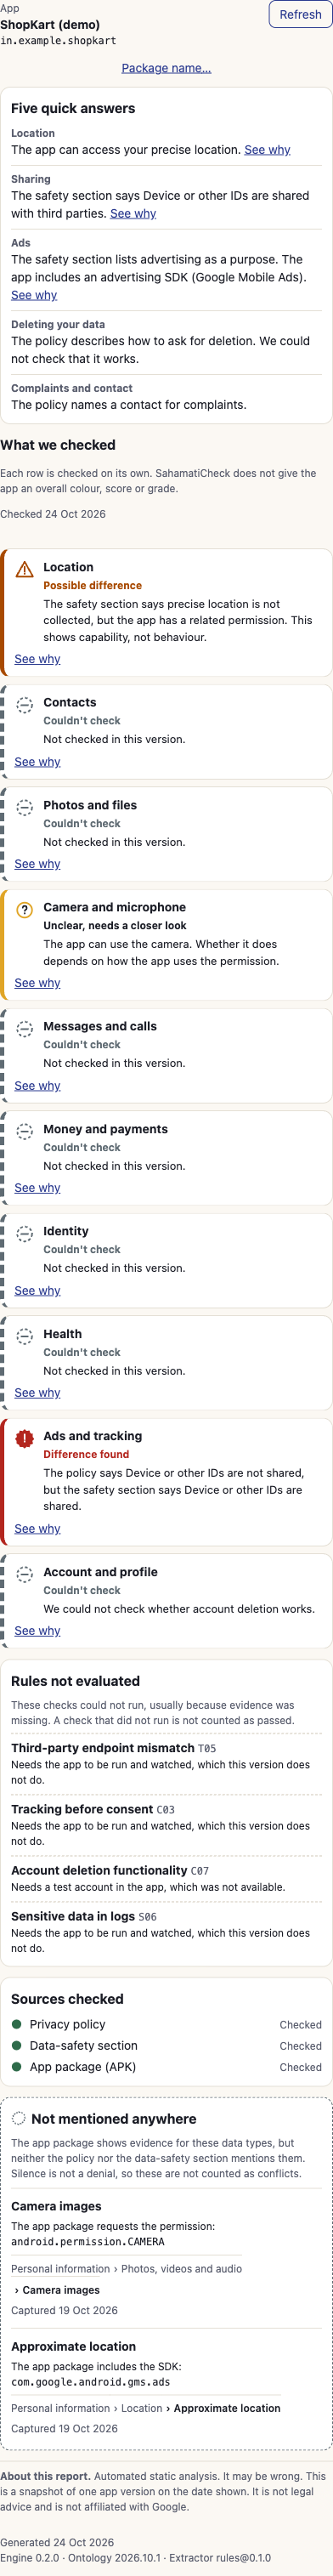 App
ShopKart (demo)
in.example.shopkart
Refresh
Package name...
Five quick answers
Location
The app can access your precise location. See why
Sharing
The safety section says Device or other IDs are shared
with third parties. See why
Ads
The safety section lists advertising as a purpose. The
app includes an advertising SDK (Google Mobile Ads).
See why
Deleting your data
The policy describes how to ask for deletion. We could
not check that it works.
Complaints and contact
The policy names a contact for complaints.
What we checked
Each row is checked on its own. SahamatiCheck does not give the
app an overall colour, score or grade.
Checked 24 Oct 2026
Location
Possible difference
The safety section says precise location is not
collected, but the app has a related permission. This
shows capability, not behaviour.
See why
Contacts
Couldn't check
Not checked in this version.
See why
Photos and files
Couldn't check
Not checked in this version.
See why
Camera and microphone
Unclear, needs a closer look
The app can use the camera. Whether it does
depends on how the app uses the permission.
See why
Messages and calls
Couldn't check
Not checked in this version.
See why
Money and payments
Couldn't check
Not checked in this version.
See why
Identity
Couldn't check
Not checked in this version.
See why
Health
Couldn't check
Not checked in this version.
See why
Ads and tracking
Difference found
The policy says Device or other IDs are not shared,
but the safety section says Device or other IDs are
shared.
See why
Account and profile
Couldn't check
We could not check whether account deletion works.
See why
Rules not evaluated
These checks could not run, usually because evidence was
missing. A check that did not run is not counted as passed.
Third-party endpoint mismatch T05
Needs the app to be run and watched, which this version does
not do.
Tracking before consent C03
Needs the app to be run and watched, which this version does
not do.
Account deletion functionality C07
Needs a test account in the app, which was not available.
Sensitive data in logs S06
Needs the app to be run and watched, which this version does
not do.
Sources checked
Privacy policy Checked
Data-safety section Checked
App package (APK) Checked
Not mentioned anywhere
The app package shows evidence for these data types, but
neither the policy nor the data-safety section mentions them.
Silence is not a denial, so these are not counted as conflicts.
Camera images
The app package requests the permission:
android.permission.CAMERA
Personal information › Photos, videos and audio
› Camera images
Captured 19 Oct 2026
Approximate location
The app package includes the SDK:
com.google.android.gms.ads
Personal information › Location › Approximate location
Captured 19 Oct 2026
About this report. Automated static analysis. It may be wrong. This
is a snapshot of one app version on the date shown. It is not legal
advice and is not affiliated with Google.
Generated 24 Oct 2026
Engine 0.2.0 · Ontology 2026.10.1 · Extractor rules@0.1.0